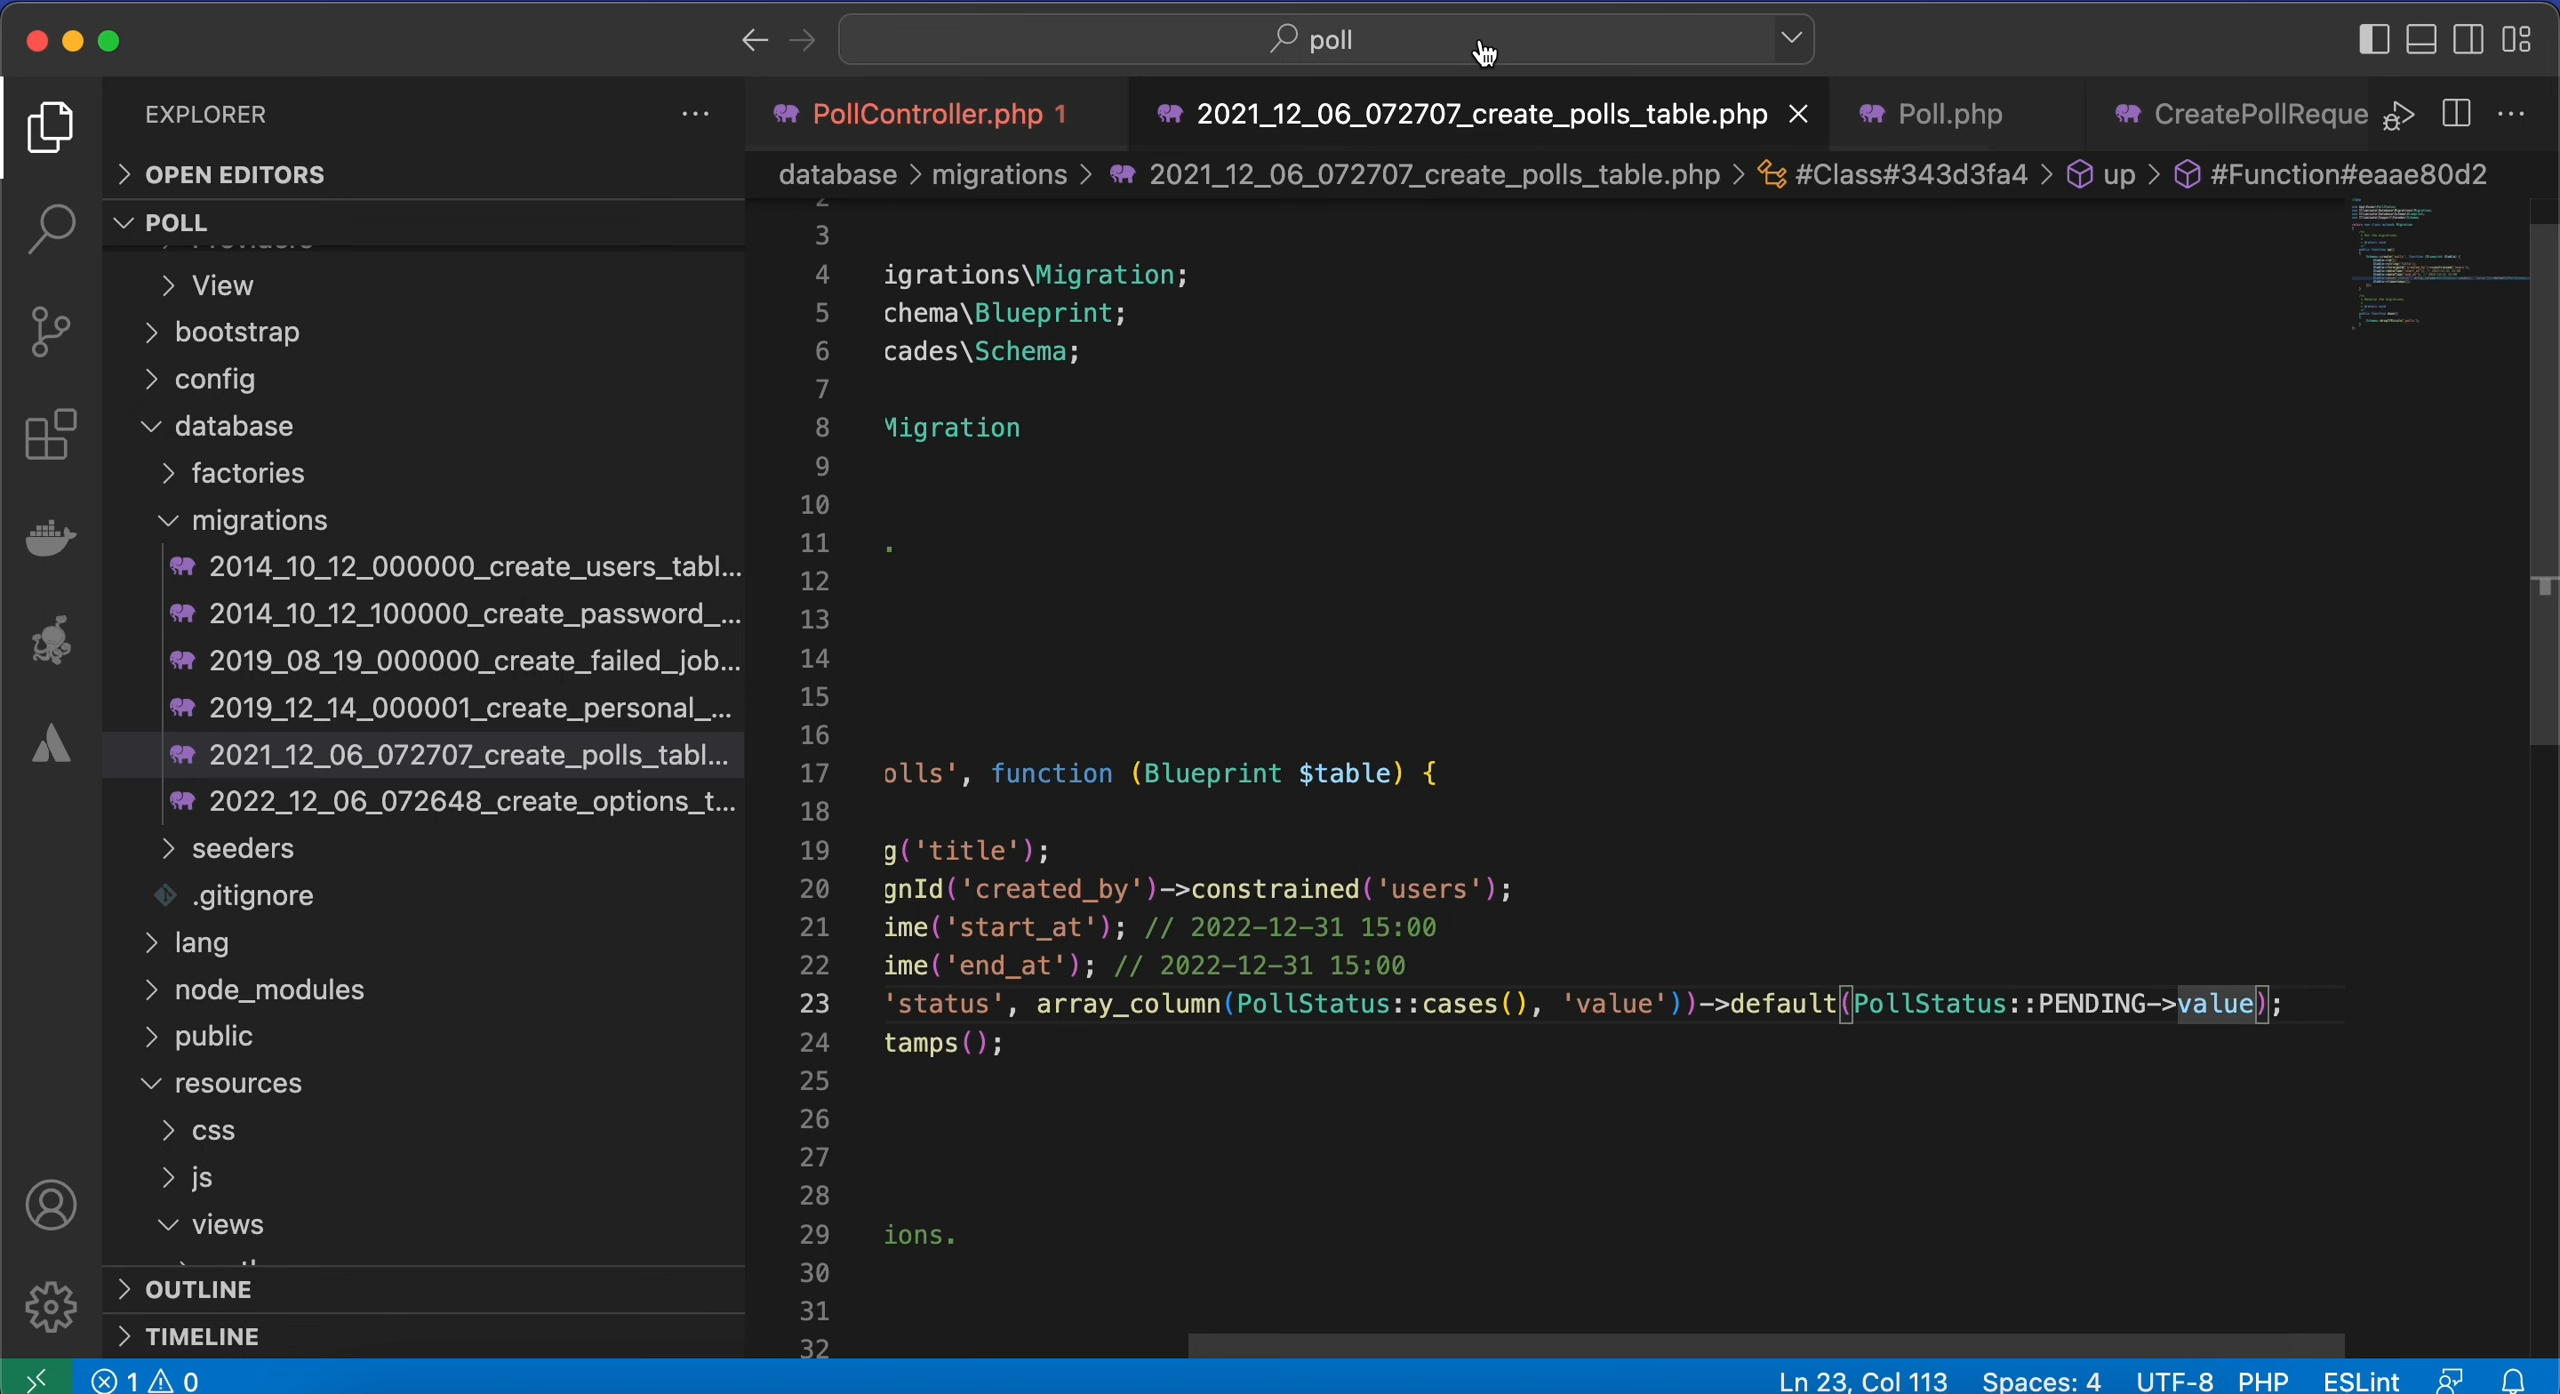 poll
EXPLORER
OPEN EDITORS
POLL
View
bootstrap
config
database
factories
migrations
2014_10_12_000000_create_users_tabl...
2014_10_12_100000_create_password_...
2019_08_19_000000_create_failed_job...
2019_12_14_000001_create_personal_...
2021_12_06_072707_create_polls_tabl...
2022_12_06_072648_create_options_t...
seeders
.gitignore
lang
node_modules
public
resources
css
js
views
OUTLINE
TIMELINE
PollController.php 1
2021_12_06_072707_create_polls_table.php
Poll.php
CreatePollReque
database > migrations > 2021_12_06_072707_create_polls_table.php > #Class#343d3fa4 > up > #Function#eaae80d2
2
3
4 igrations\Migration;
5 chema\Blueprint;
6 cades\Schema;
7
8 Migration
9
10
11 .
12
13
14
15
16
17 olls', function (Blueprint $table) {
18
19 g('title');
20 gnId('created_by')->constrained('users');
21 ime('start_at'); // 2022-12-31 15:00
22 ime('end_at'); // 2022-12-31 15:00
23 'status', array_column(PollStatus::cases(), 'value'))->default(PollStatus::PENDING->value);
24 tamps();
25
26
27
28
29 ions.
30
31
32
1 0
Ln 23, Col 113
Spaces: 4
UTF-8
PHP
ESLint